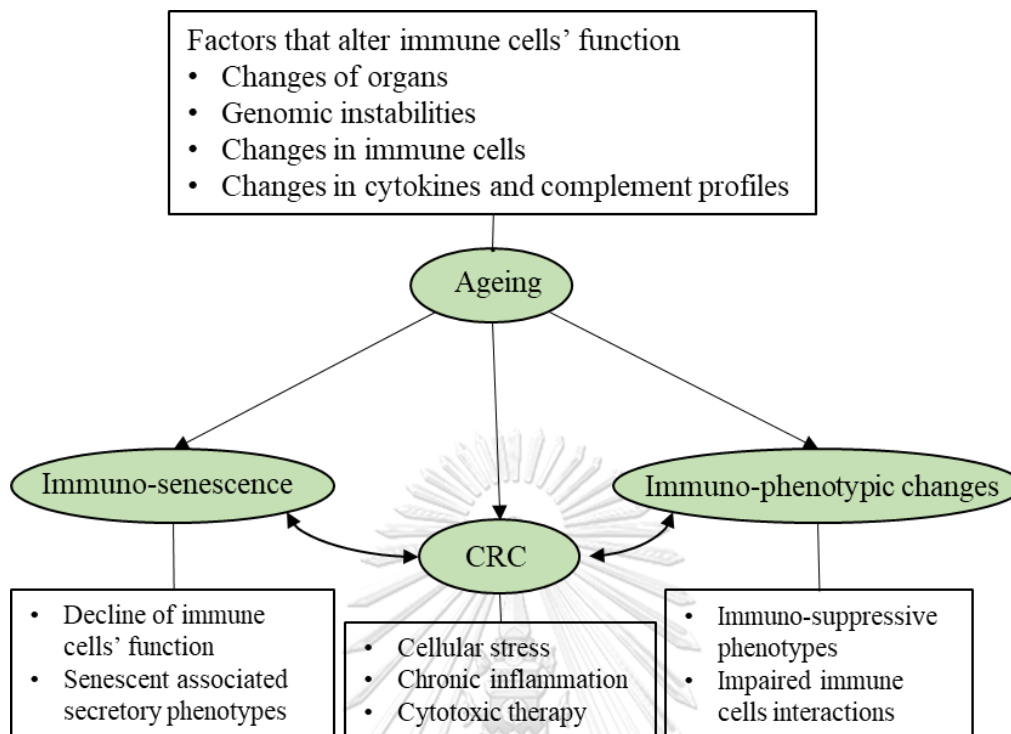 Factors that alter immune cells' function
• Changes of organs
• Genomic instabilities
• Changes in immune cells
• Changes in cytokines and complement profiles
Ageing
Immuno-senescence
CRC
Immuno-phenotypic changes
• Decline of immune
cells' function
• Senescent associated
secretory phenotypes
• Cellular stress
• Chronic inflammation
• Cytotoxic therapy
• Immuno-suppressive
phenotypes
• Impaired immune
cells interactions